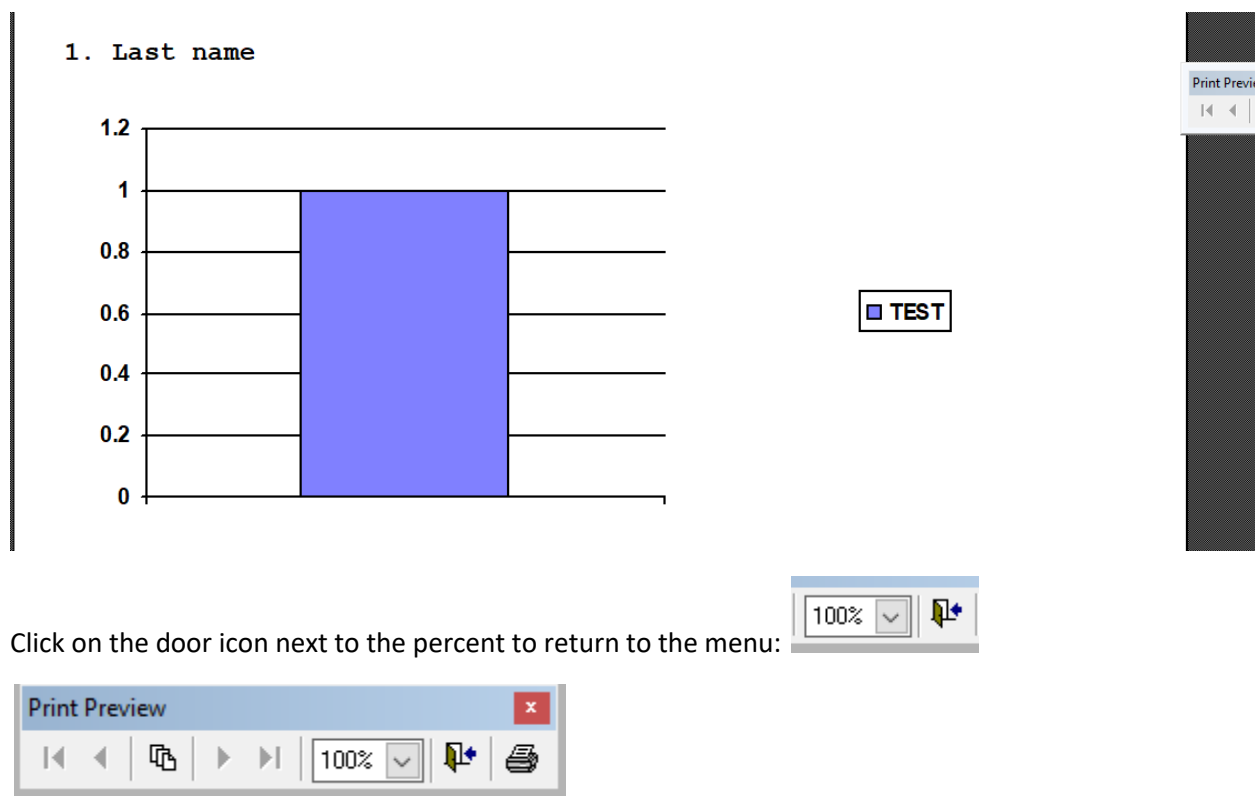 1. Last name
Print Previe
1.2
1
0.8
0.6
0.4
0.2
0
TEST
Click on the door icon next to the percent to return to the menu: 100%
Print Preview
x
100%